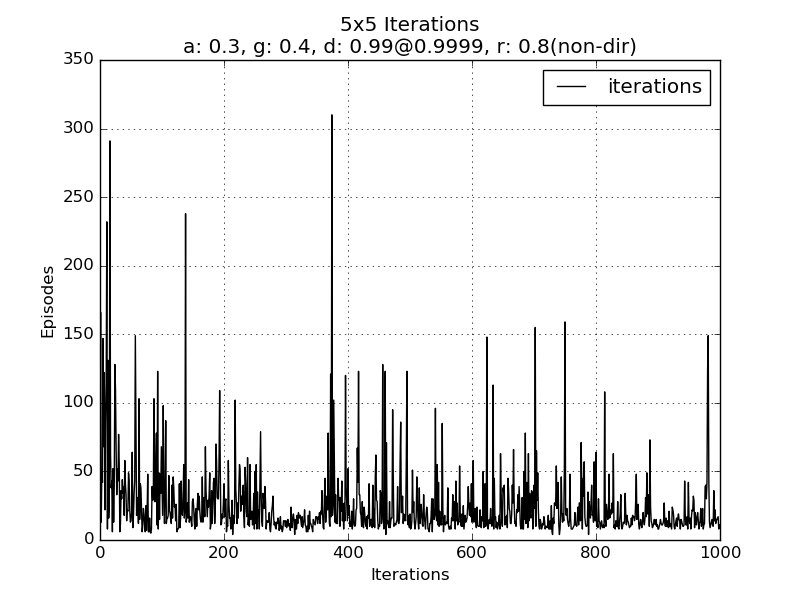 5x5 Iterations
a: 0.3, g: 0.4, d: 0.99@0.9999, r: 0.8(non-dir)
iterations
Episodes
350
300
250
200
150
100
50
0
0 200 400 600 800 1000
Iterations